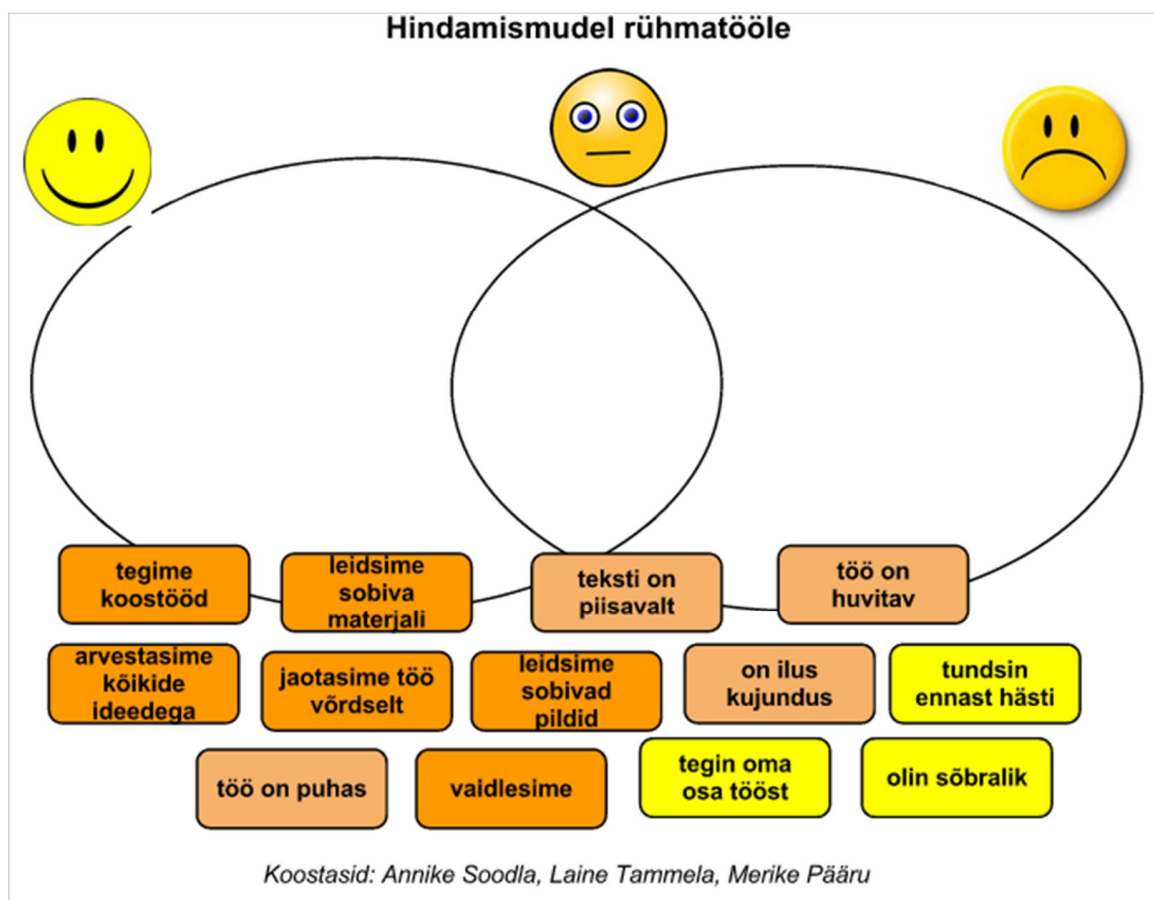 Hindamismudel rühmatööle
tegime
koostööd
leidsime
sobiva
materjali
teksti on
piisavalt
töö on
huvitav
arvestasime
kõikide
ideedega
jaotasime töö
võrdselt
leidsime
sobivad
pildid
on ilus
kujundus
tundsin
ennast hästi
töö on puhas
vaidlesime
tegin oma
osa tööst
olin sõbralik
Koostasid: Annike Soodla, Laine Tammela, Merike Pääru